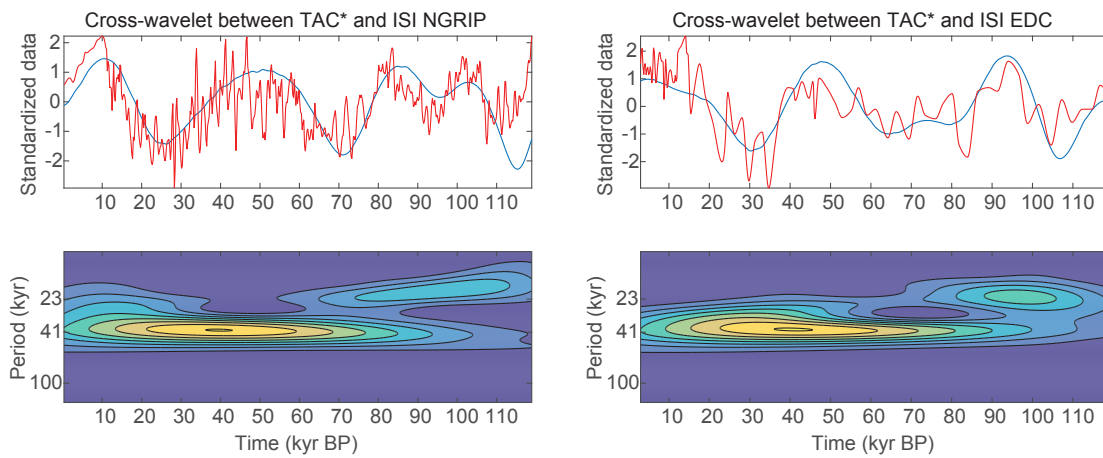 Cross-wavelet between TAC* and ISI NGRIP
Standardized data
2
1
0
-1
-2
10 20 30 40 50 60 70 80 90 100 110
Period (kyr)
23
41
100
10 20 30 40 50 60 70 80 90 100 110
Time (kyr BP)
Cross-wavelet between TAC* and ISI EDC
Standardized data
2
1
0
-1
-2
10 20 30 40 50 60 70 80 90 100 110
Period (kyr)
23
41
100
10 20 30 40 50 60 70 80 90 100 110
Time (kyr BP)